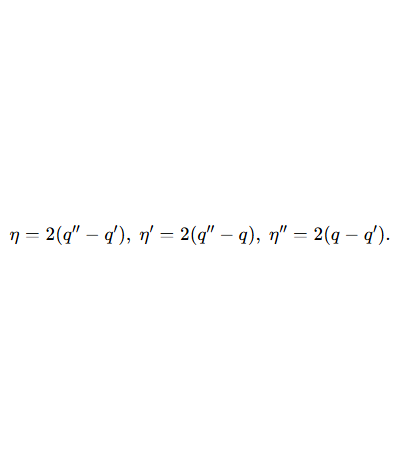 η = 2(q″ − q′), η′ = 2(q″ − q), η″ = 2(q − q′).